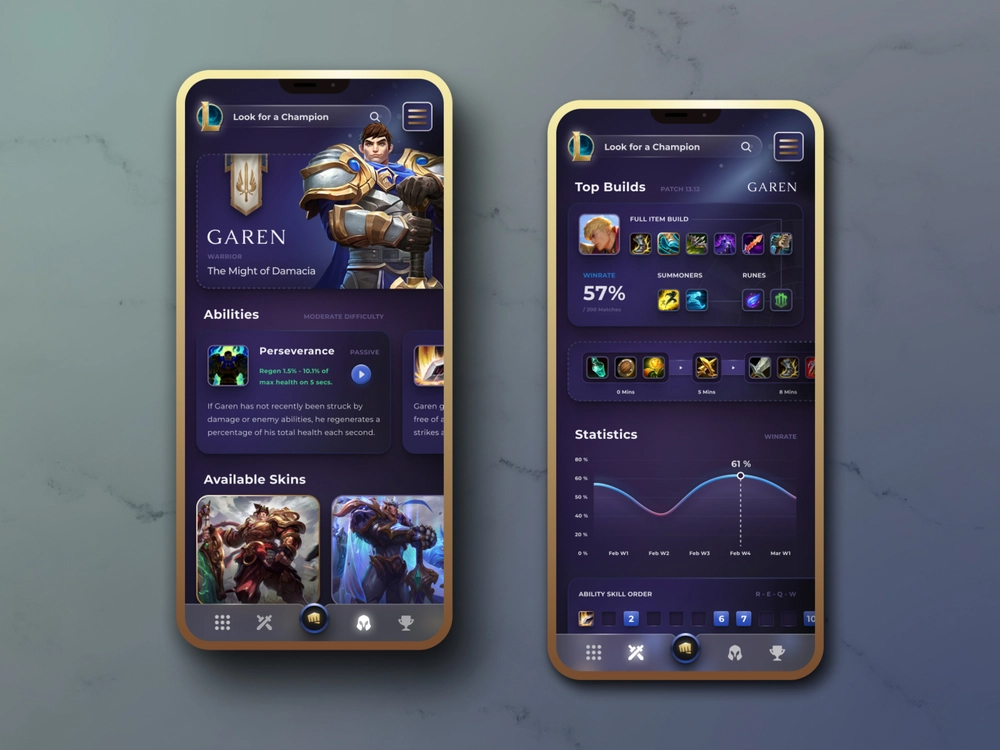 Look for a Champion
GAREN
WARRIOR
The Might of Damacia
Abilities
MODERATE DIFFICULTY
Perseverance
PASSIVE
Regen 1.5% - 10.1% of
max health on 5 secs.
If Garen has not recently been struck by
damage or enemy abilities, he regenerates a
percentage of his total health each second.
Garen g
free of a
strikes a
Available Skins
Look for a Champion
Top Builds
PATCH 13.12
GAREN
FULL ITEM BUILD
WINRATE
SUMMONERS
RUNES
57%
Matches
0 Mins
5 Mins
8 Mins
Statistics
WINRATE
61 %
80 %
60 %
50 %
40 %
20 %
0 %
Feb W1
Feb W2
Feb W3
Feb W4
Mar W1
ABILITY SKILL ORDER
R - E - Q - W
2
6
7
10